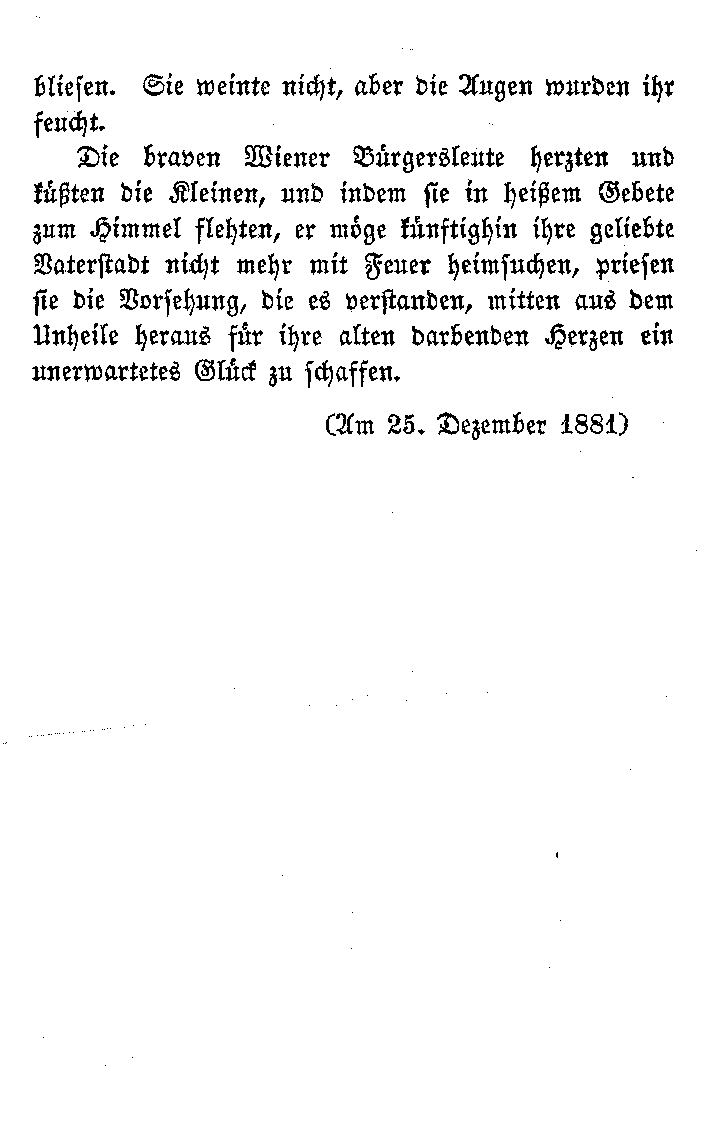 bliesen. Sie weinte nicht, aber die Augen wurden ihr
feucht.
Die braven Wiener Bürgersleute herzten und
küßten die Kleinen, und indem sie in heißem Gebete
zum Himmel flehten, er möge künftighin ihre geliebte
Vaterstadt nicht mehr mit Feuer heimsuchen, priesen
sie die Vorsehung, die es verstanden, mitten aus dem
Unheile heraus für ihre alten darbenden Herzen ein
unerwartetes Glück zu schaffen.
(Am 25. Dezember 1881)